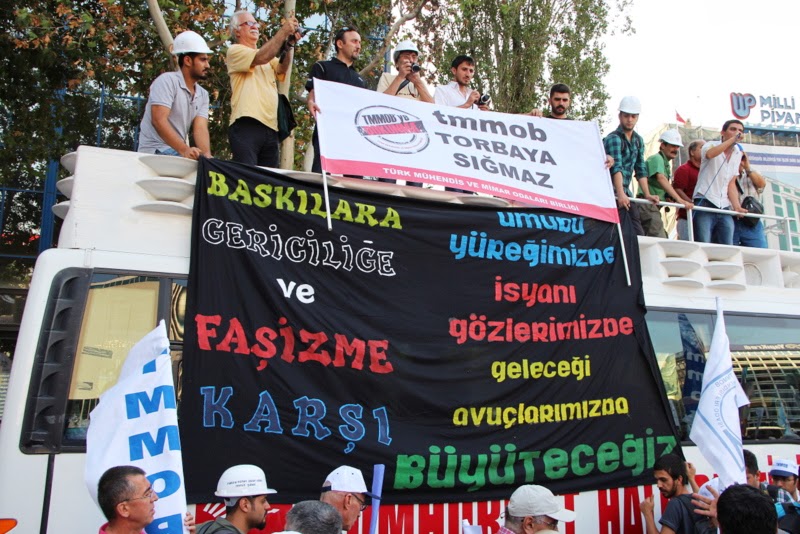 UP MİLLİ
PİYAN
tmmob
TORBAYA
SIĞMAZ
TÜRK MÜHENDİS VE MİMAR ODALARI BİRLİĞİ
BASKILARA
GERİCİLİĞE
ve
FAŞİZME
KARŞI
umudu
yüreğimizde
isyanı
gözlerimizde
geleceği
avuçlarımızda
BÜYÜTECEĞİZ